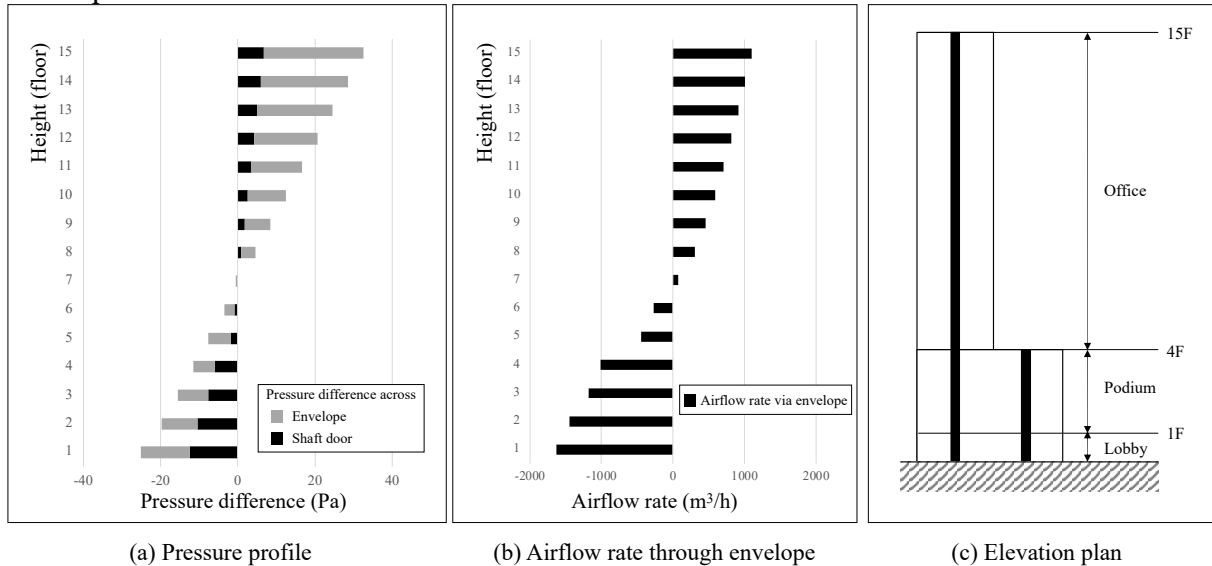 Height (floor)
15
14
13
12
11
10
9
8
7
6
5
4
3
2
1
-40
-20
0
20
40
Pressure difference (Pa)
Pressure difference across
Envelope
Shaft door
(a) Pressure profile
Height (floor)
15
14
13
12
11
10
9
8
7
6
5
4
3
2
1
-2000
-1000
0
1000
2000
Airflow rate (m³/h)
Airflow rate via envelope
(b) Airflow rate through envelope
15F
Office
4F
Podium
1F
Lobby
(c) Elevation plan